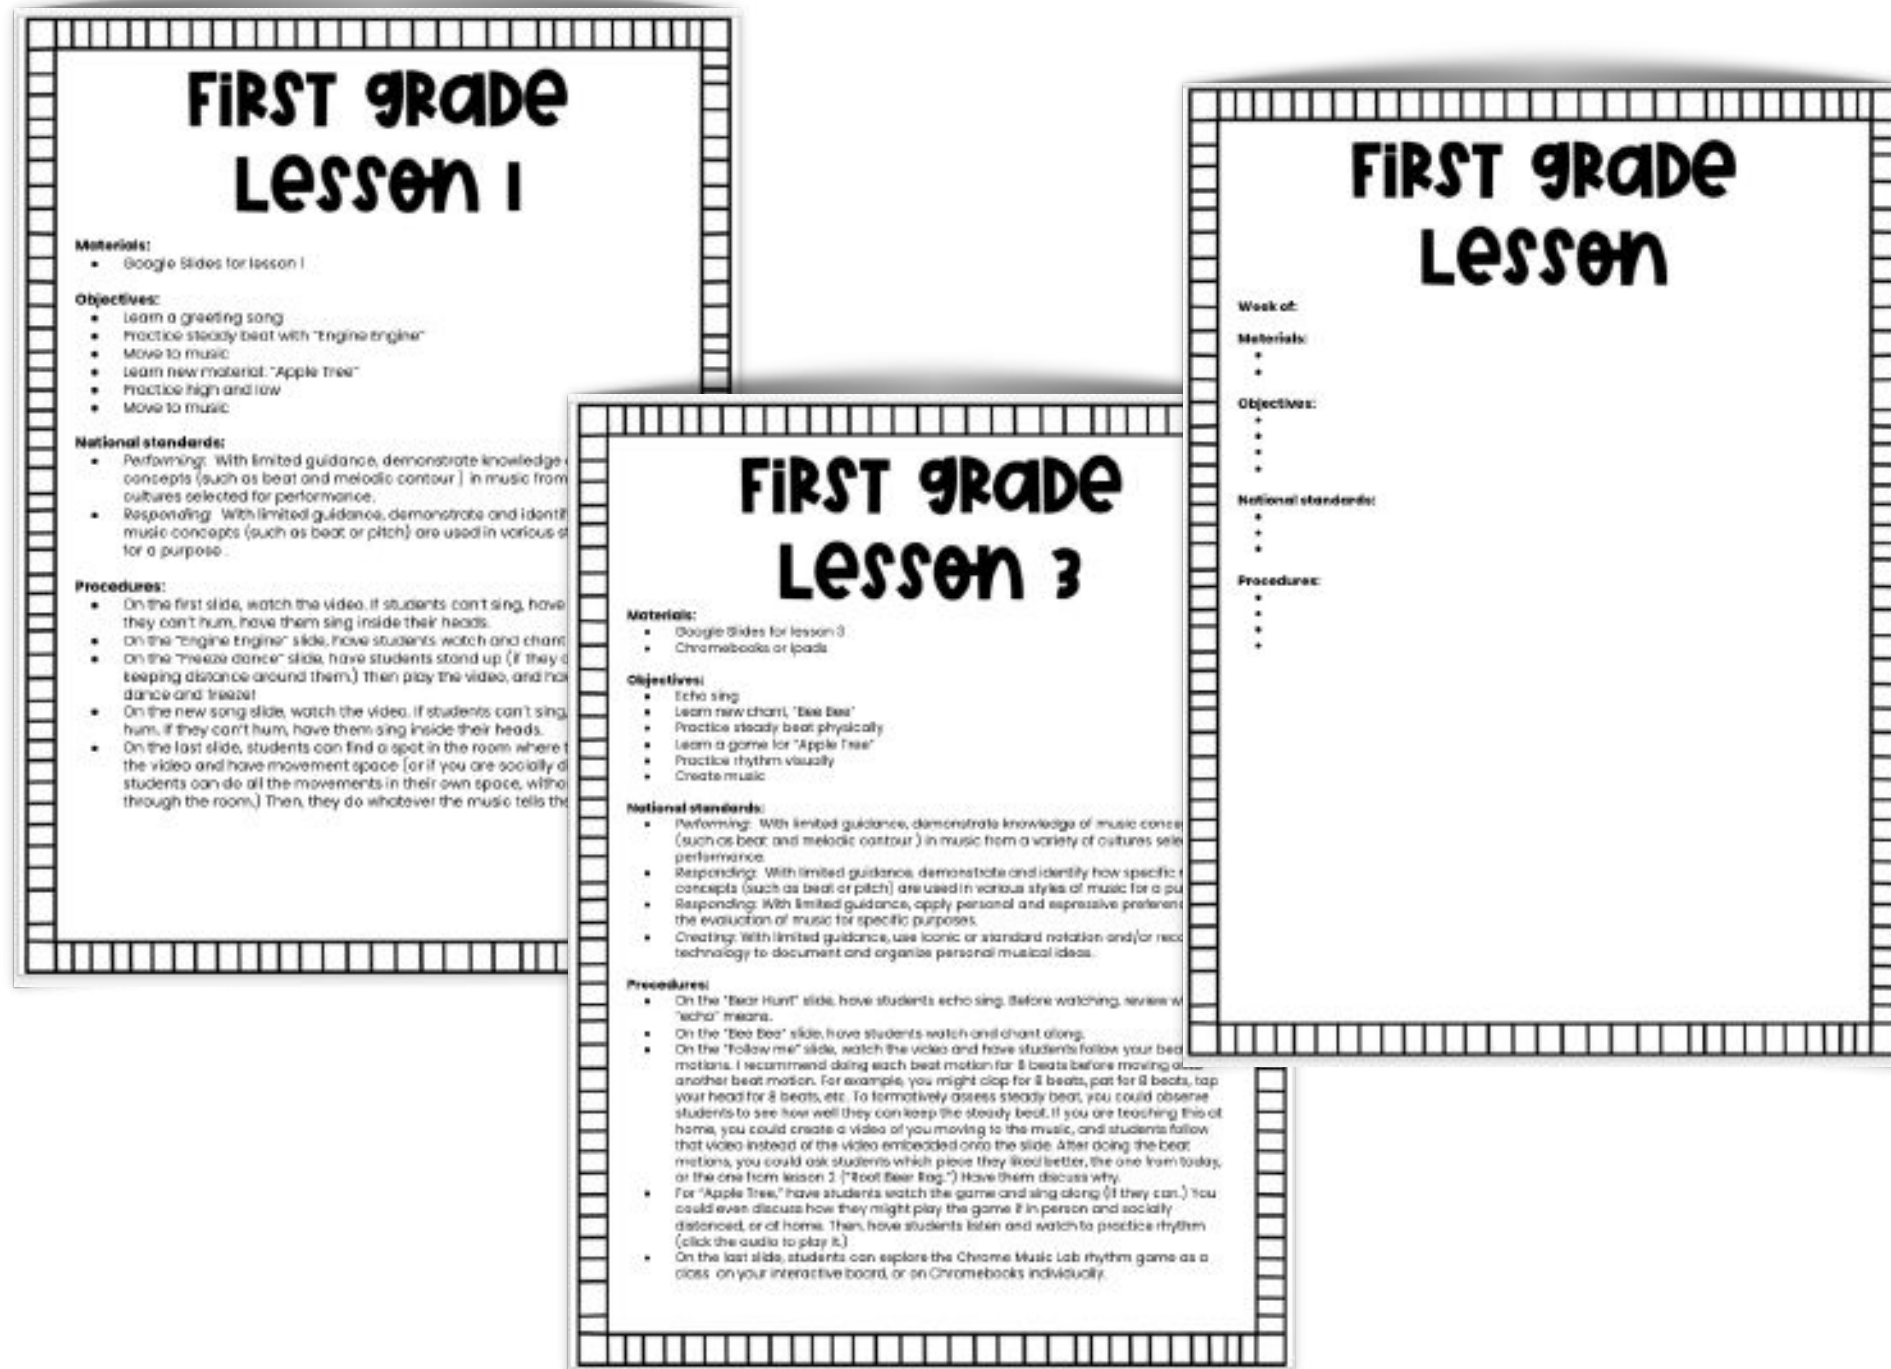 FiRST gRaDe
Lesson 1
Materials:
Google Slides for lesson 1
Objectives:
Learn a greeting song
Practice steady beat with "Engine Engine"
Move to music
Learn new material: "Apple Tree"
Practice high and low
Move to music
National standards:
Performing: With limited guidance, demonstrate knowledge
concepts (such as beat and melodic contour ) in music from
cultures selected for performance.
Responding: With limited guidance, demonstrate and
music concepts (such as beat or pitch) are used in various
for a purpose .
Procedures:
On the first slide, watch the video. If students can't sing, have
they can't hum, have them sing inside their heads.
On the "Engine Engine" slide, have students watch and chant
On the "Freeze dance" slide, have students stand up (if they
keeping distance around them.) Then play the video, and
dance and freeze!
On the new song slide, watch the video. If students can't sing,
hum. If they can't hum, have them sing inside their heads.
On the last slide, students can find a spot in the room where
the video and have movement space (or if you are socially
students can do all the movements in their own space,
through the room.) Then, they do whatever the music tells
FiRST gRaDe
Lesson 3
Materials:
Google Slides for lesson 3
Chromebooks or ipads
Objectives:
Echo sing
Learn new chant, "Bee Bee"
Practice steady beat physically
Learn a game for "Apple Tree"
Practice rhythm visually
Create music
National standards:
Performing: With limited guidance, demonstrate knowledge of music
(such as beat and melodic contour ) in music from a variety of cultures
performance.
Responding: With limited guidance, demonstrate and identify how specific
concepts (such as beat or pitch) are used in various styles of music for a
Responding: With limited guidance, apply personal and expressive
the evaluation of music for specific purposes.
Creating: With limited guidance, use iconic or standard notation and/or
technology to document and organize personal musical ideas.
Procedures:
On the "Bear Hunt" slide, have students echo sing. Before watching, review
"echo" means.
On the "Bee Bee" slide, have students watch and chant along.
On the "Follow me" slide, watch the video and have students follow your
motions. I recommend doing each beat motion for 8 beats before moving
another beat motion. For example, you might clap for 8 beats, pat for 8 beats, tap
your head for 8 beats, etc. To formatively assess steady beat, you could observe
students to see how well they can keep the steady beat. If you are teaching this at
home, you could create a video of you moving to the music, and students follow
that video instead of the video embedded onto the slide. After doing the beat
motions, you could ask students which piece they liked better, the one from today,
or the one from lesson 2 ("Root Beer Rag.") Have them discuss why.
For "Apple Tree," have students watch the game and sing along (if they can.) You
could even discuss how they might play the game if in person and socially
distanced, or at home. Then, have students listen and watch to practice rhythm
(click the audio to play it.)
On the last slide, students can explore the Chrome Music Lab rhythm game as a
class on your interactive board, or on Chromebooks individually.
FiRST gRaDe
Lesson
Week of:
Materials:
Objectives:
National standards:
Procedures: